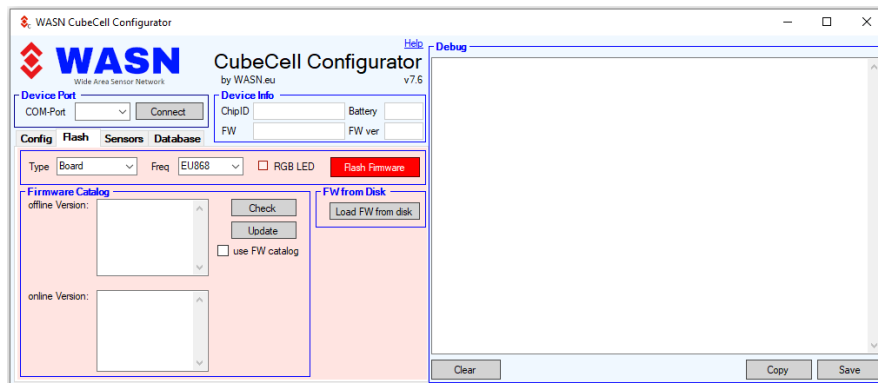 WASN CubeCell Configurator
WASN
Wide Area Sensor Network
Help
CubeCell Configurator
by WASN.eu v7.6
Device Port
COM-Port Connect
Device Info
ChipID Battery
FW FW ver
Config Flash Sensors Database
Type Board Freq EU868 RGB LED Flash Firmware
Firmware Catalog
offline Version:
Check
Update
use FW catalog
online Version:
FW from Disk
Load FW from disk
Debug
Clear Copy Save